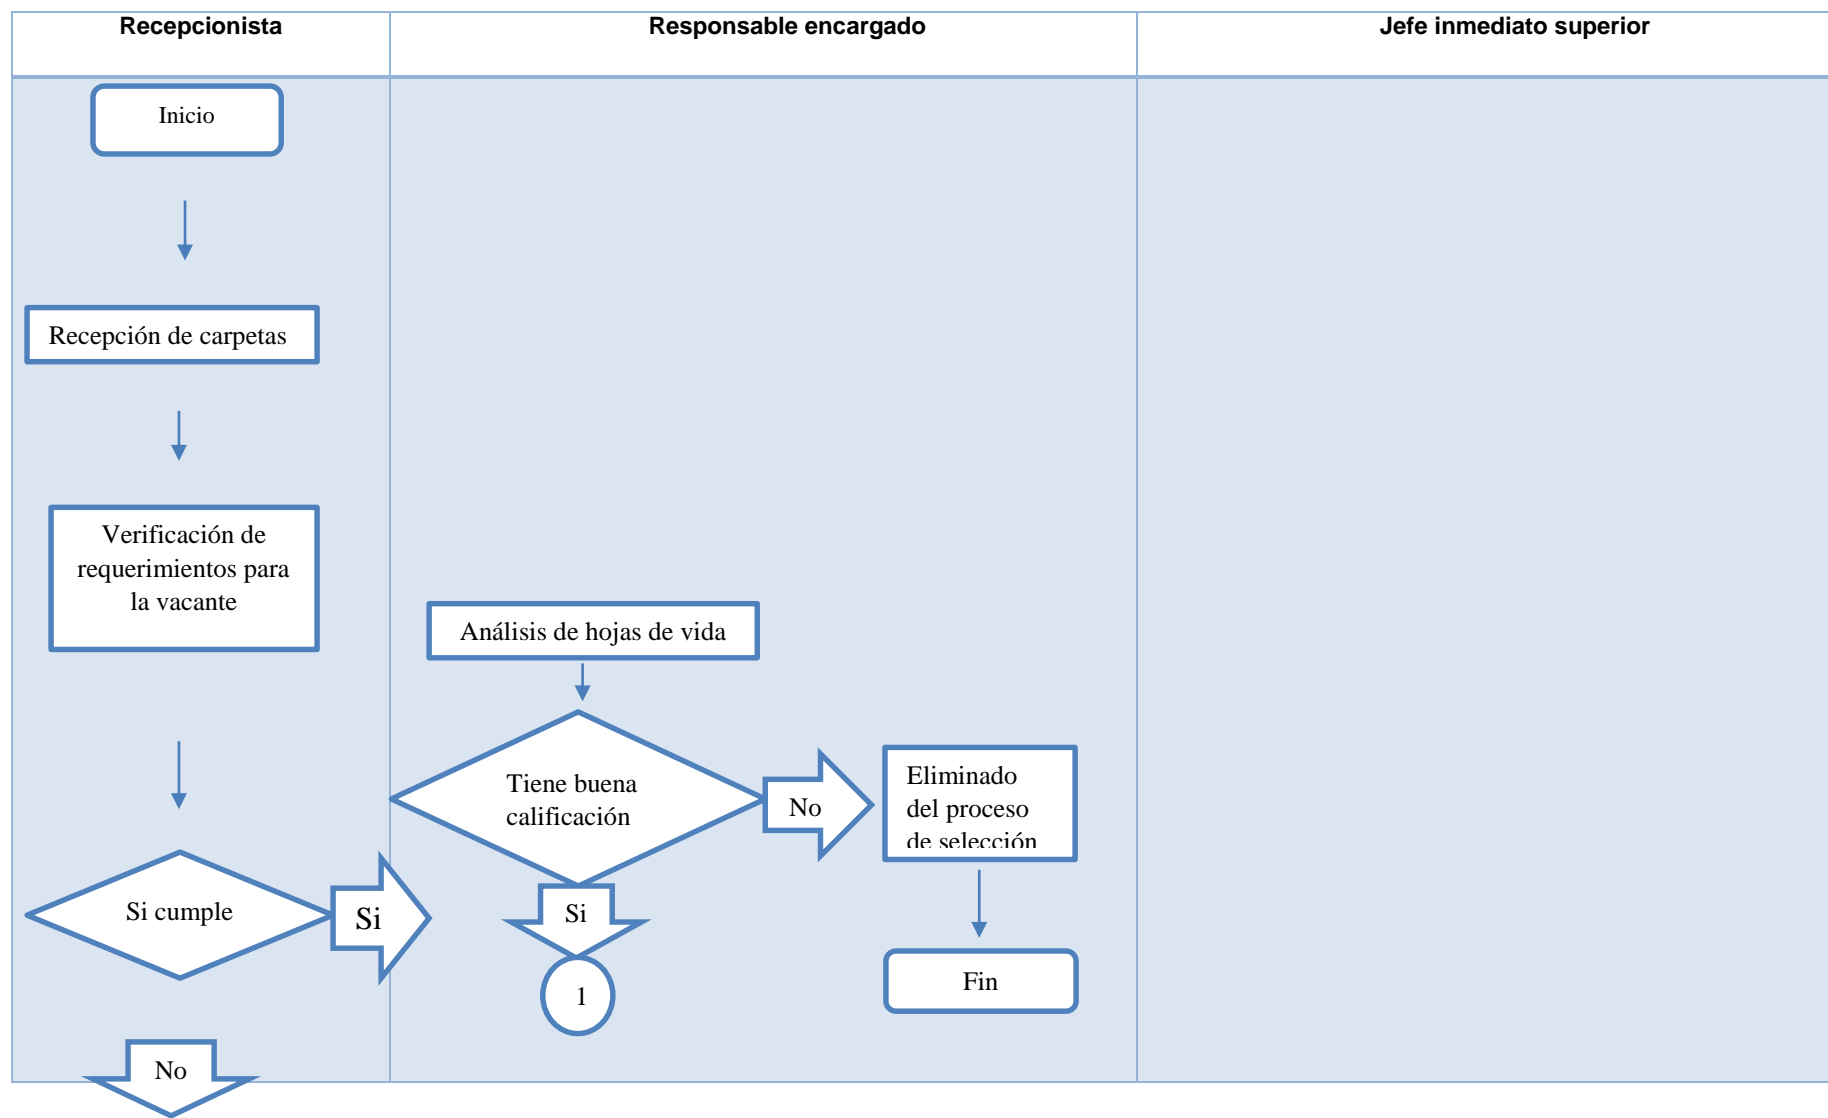 Recepcionista
Responsable encargado
Jefe inmediato superior
Inicio
Recepción de carpetas
Verificación de
requerimientos para
la vacante
Si cumple
Si
No
Análisis de hojas de vida
Tiene buena
calificación
No
Eliminado
del proceso
de selección
Si
1
Fin